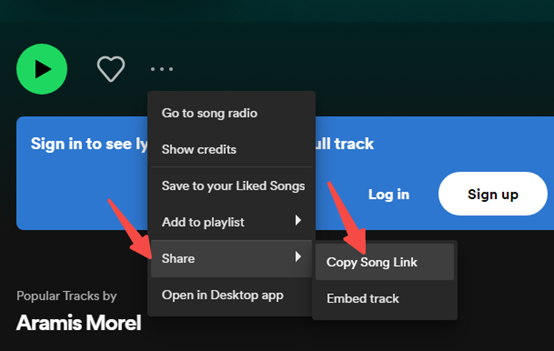 Go to song radio
Sign in to see ly
ull track
Show credits
Save to your Liked Songs
Log in
Sign up
Add to playlist
Share
Copy Song Link
Open in Desktop app
Embed track
Popular Tracks by
Aramis Morel